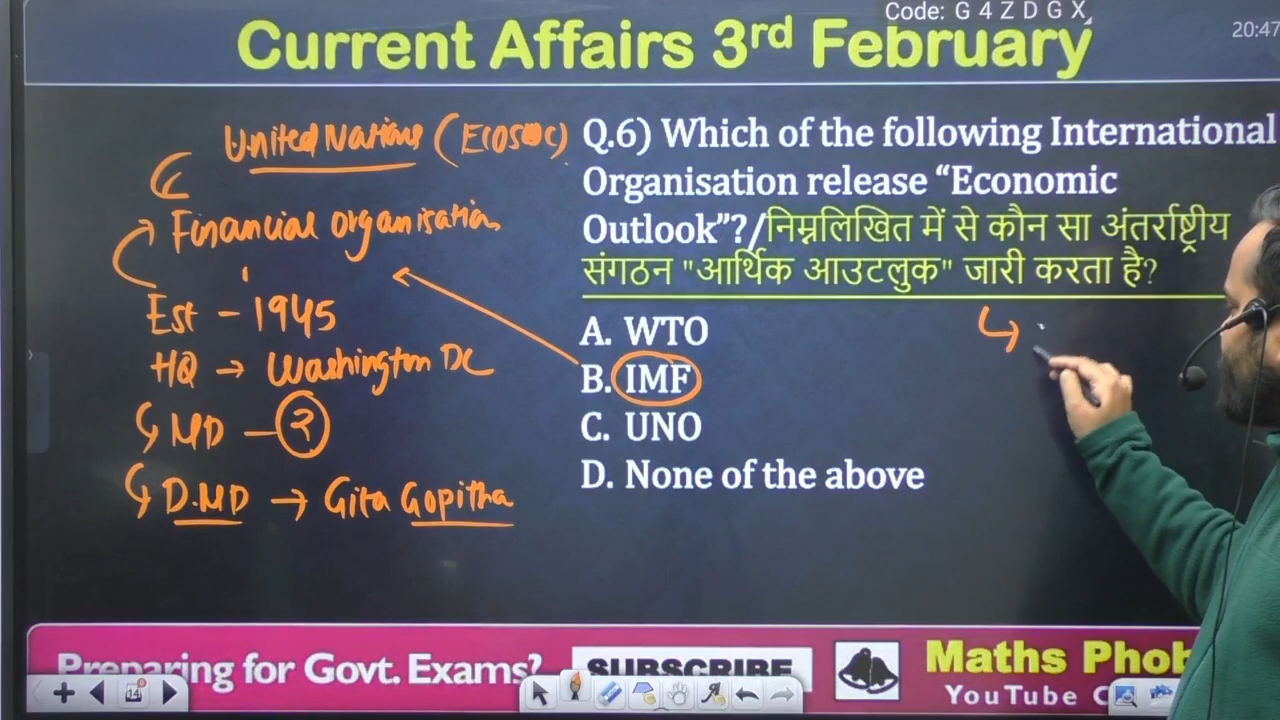 Code: G 4 Z D G X
20:47
Current Affairs 3rd February
United Nations (ECOSOC)
Financial organisation
Est - 1945
HQ → Washington DC
MD - ?
D.MD → Gita Gopitha
Q.6) Which of the following International
Organisation release “Economic
Outlook”?/निम्नलिखित में से कौन सा अंतर्राष्ट्रीय
संगठन "आर्थिक आउटलुक" जारी करता है?
A. WTO
B. IMF
C. UNO
D. None of the above
Preparing for Govt. Exams?
SUBSCRIBE
Maths Phob
YouTube C
14